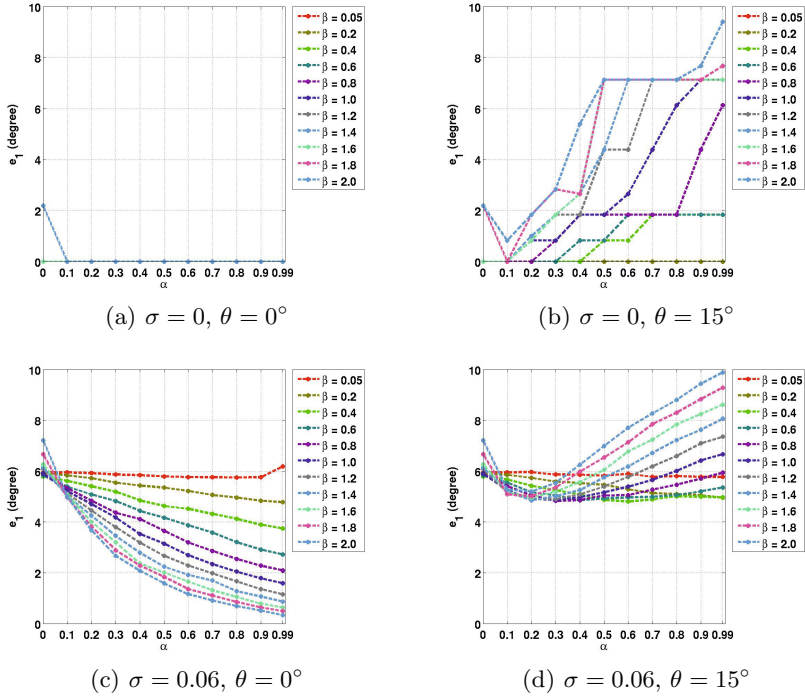 10
8
6
4
2
0
e1 (degree)
0 0.1 0.2 0.3 0.4 0.5 0.6 0.7 0.8 0.9 0.99
α
β = 0.05
β = 0.2
β = 0.4
β = 0.6
β = 0.8
β = 1.0
β = 1.2
β = 1.4
β = 1.6
β = 1.8
β = 2.0
(a) σ = 0, θ = 0°
10
8
6
4
2
0
e1 (degree)
0 0.1 0.2 0.3 0.4 0.5 0.6 0.7 0.8 0.9 0.99
α
β = 0.05
β = 0.2
β = 0.4
β = 0.6
β = 0.8
β = 1.0
β = 1.2
β = 1.4
β = 1.6
β = 1.8
β = 2.0
(b) σ = 0, θ = 15°
10
8
6
4
2
0
e1 (degree)
0 0.1 0.2 0.3 0.4 0.5 0.6 0.7 0.8 0.9 0.99
α
β = 0.05
β = 0.2
β = 0.4
β = 0.6
β = 0.8
β = 1.0
β = 1.2
β = 1.4
β = 1.6
β = 1.8
β = 2.0
(c) σ = 0.06, θ = 0°
10
8
6
4
2
0
e1 (degree)
0 0.1 0.2 0.3 0.4 0.5 0.6 0.7 0.8 0.9 0.99
α
β = 0.05
β = 0.2
β = 0.4
β = 0.6
β = 0.8
β = 1.0
β = 1.2
β = 1.4
β = 1.6
β = 1.8
β = 2.0
(d) σ = 0.06, θ = 15°